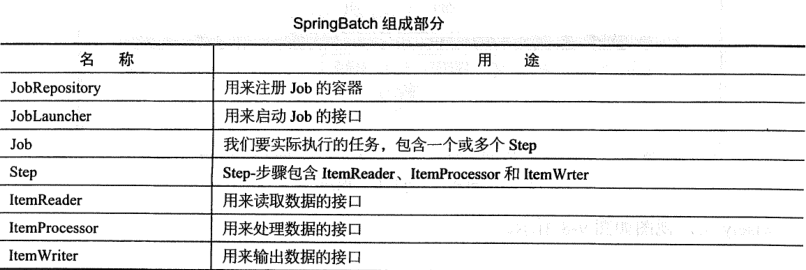 SpringBatch 组成部分
名 称 用 途
JobRepository 用来注册 Job 的容器
JobLauncher 用来启动 Job 的接口
Job 我们要实际执行的任务，包含一个或多个 Step
Step Step-步骤包含 ItemReader、ItemProcessor 和 ItemWrter
ItemReader 用来读取数据的接口
ItemProcessor 用来处理数据的接口
ItemWriter 用来输出数据的接口